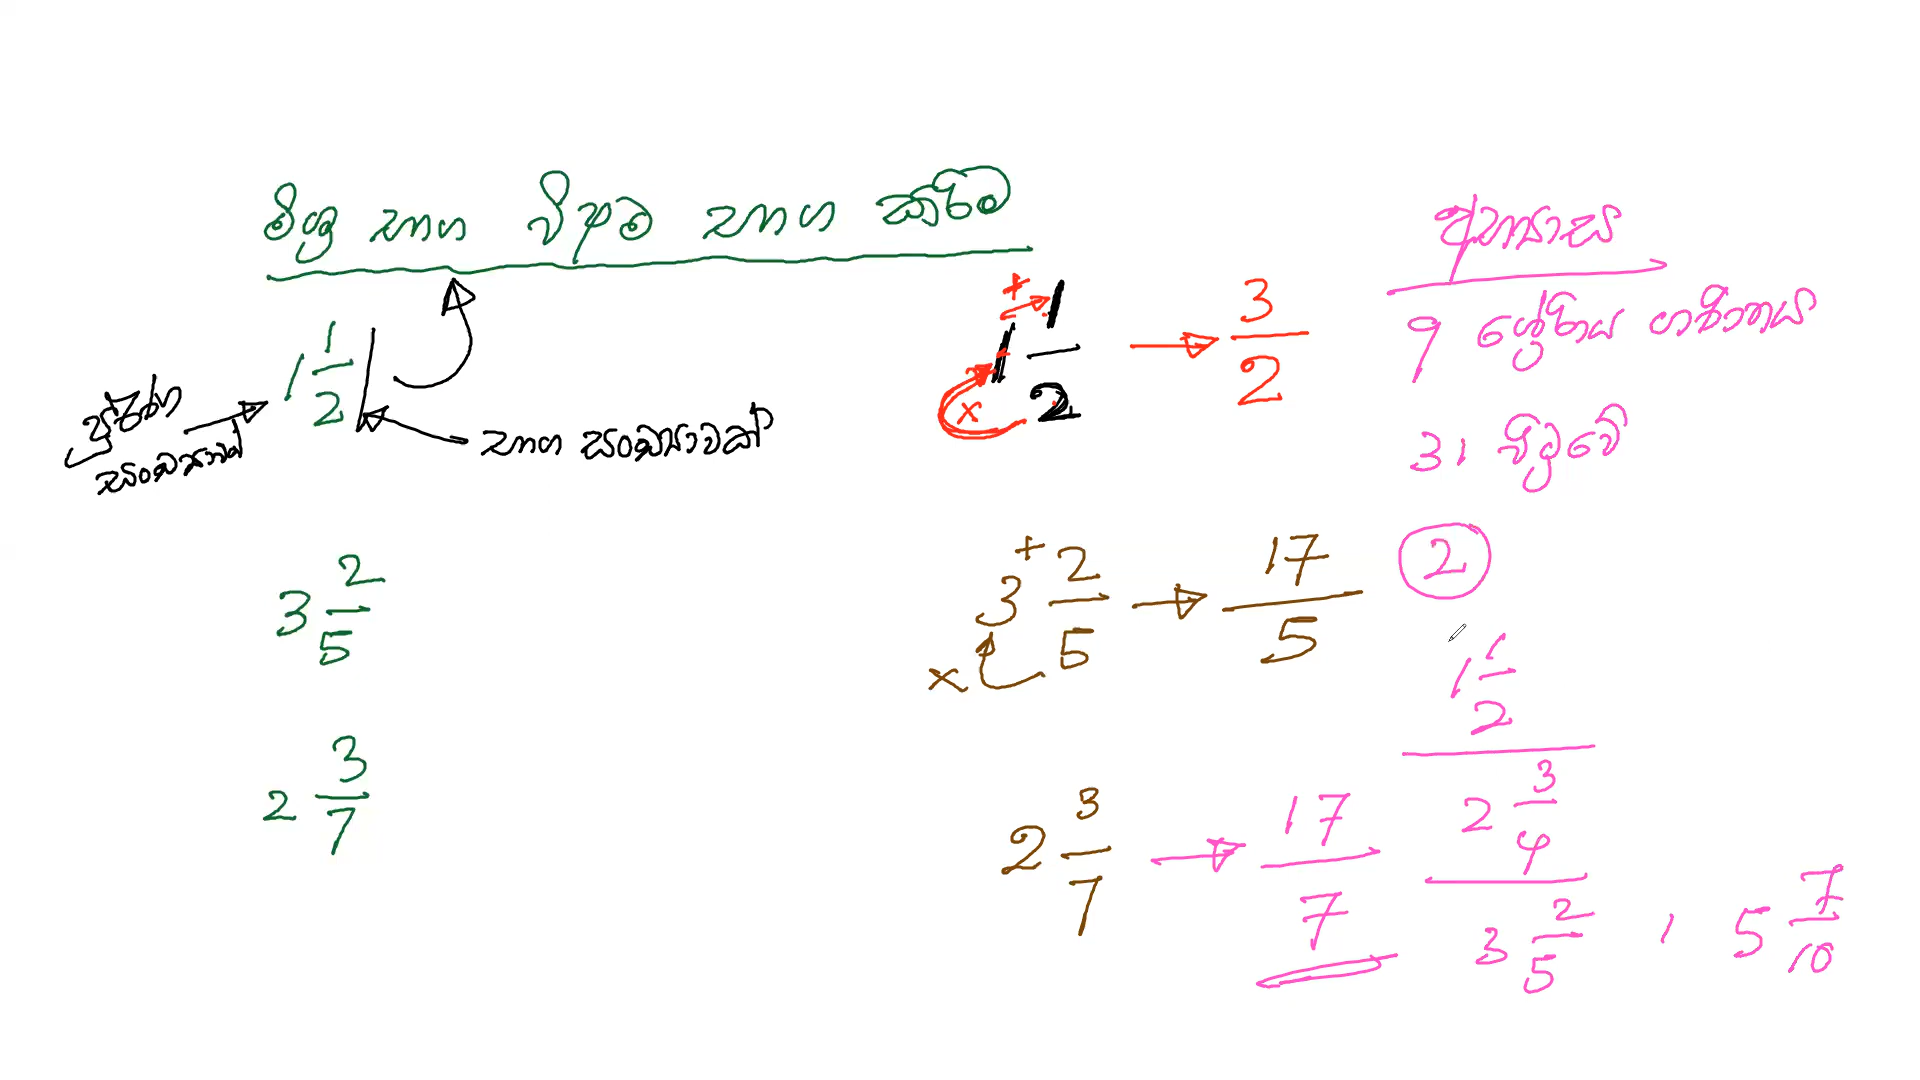 මිශ්‍ර භාග විෂම භාග කිරීම
1 1/2
පූර්ණ
සංඛ්‍යාවක්
භාග සංඛ්‍යාවක්
3 2/5
2 3/7
+
1 1/2 → 3/2
x
+
3 2/5 → 17/5
x
2 3/7 → 17/7
අභ්‍යාස
9 ශ්‍රේණිය ගණිතය
31 පිටුවේ
2
1 1/2
2 3/4
3 2/5 , 5 7/10